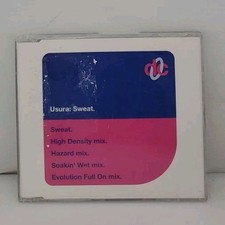 Usura: Sweat.
Sweat.
High Density mix.
Hazard mix.
Soakin' Wet mix.
Evolution Full On mix.